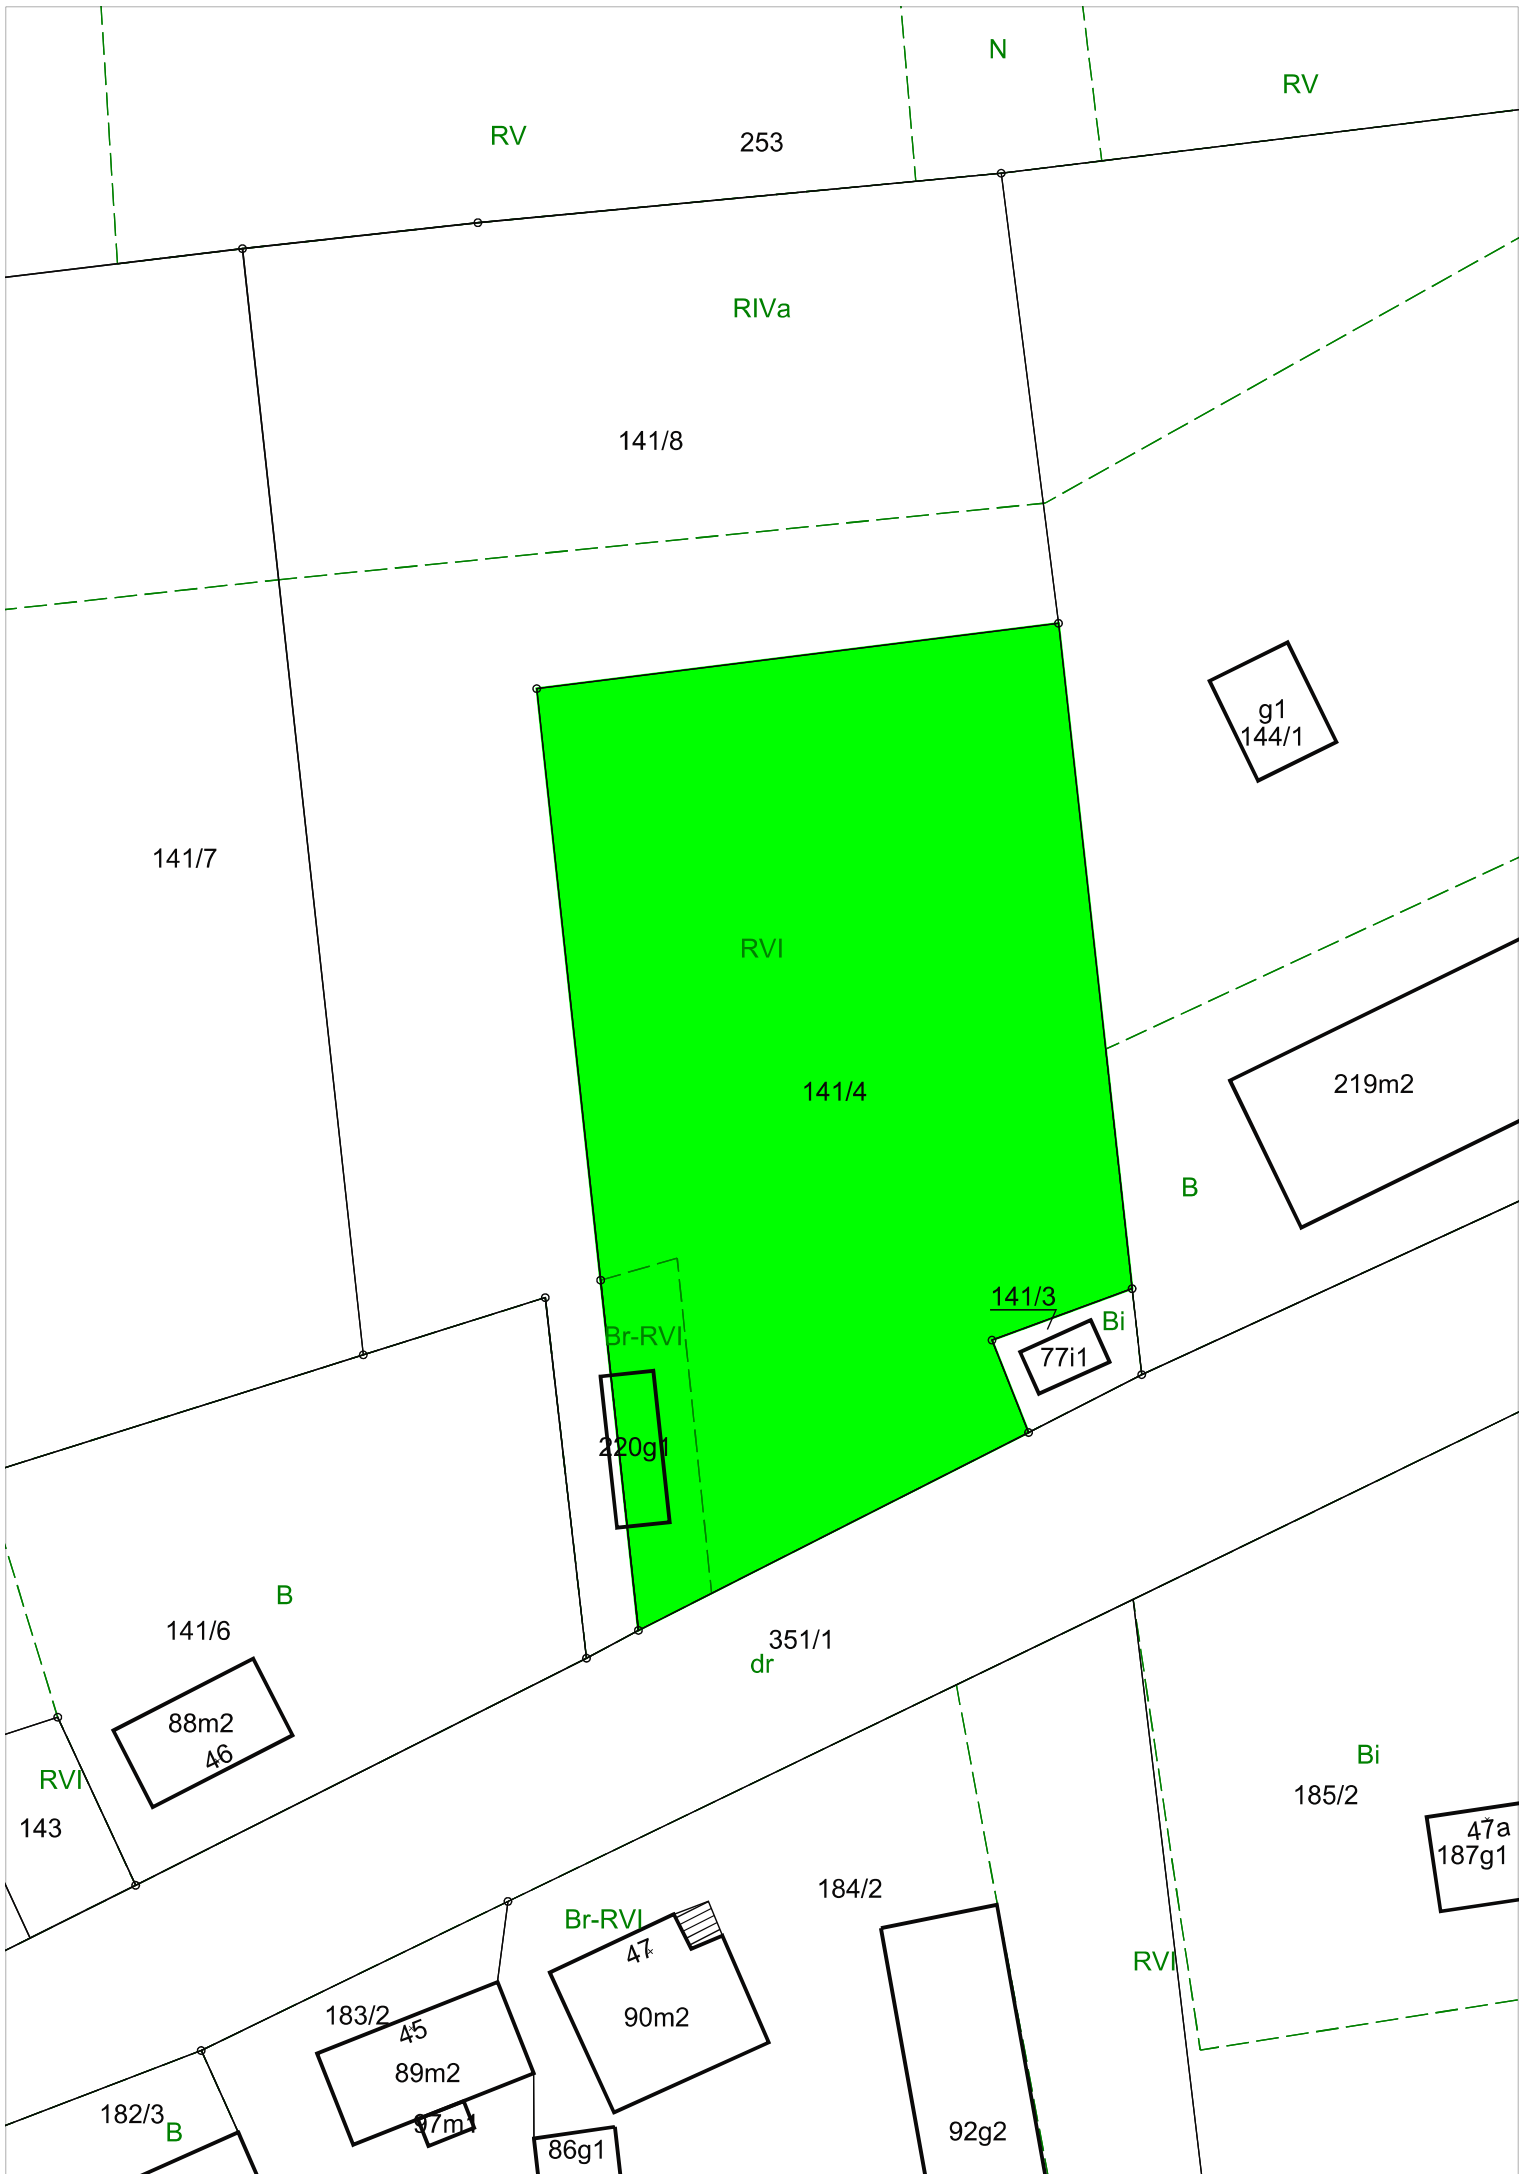 N
RV
RV
253
RIVa
141/8
g1
144/1
141/7
RVI
219m2
141/4
B
141/3
Bi
Br-RVI
77i1
220g1
B
141/6
351/1
dr
88m2
46
Bi
RVI
185/2
143
47a
187g1
184/2
Br-RVI
47
RVI
183/2
90m2
45
89m2
182/3
97m1
B
92g2
86g1